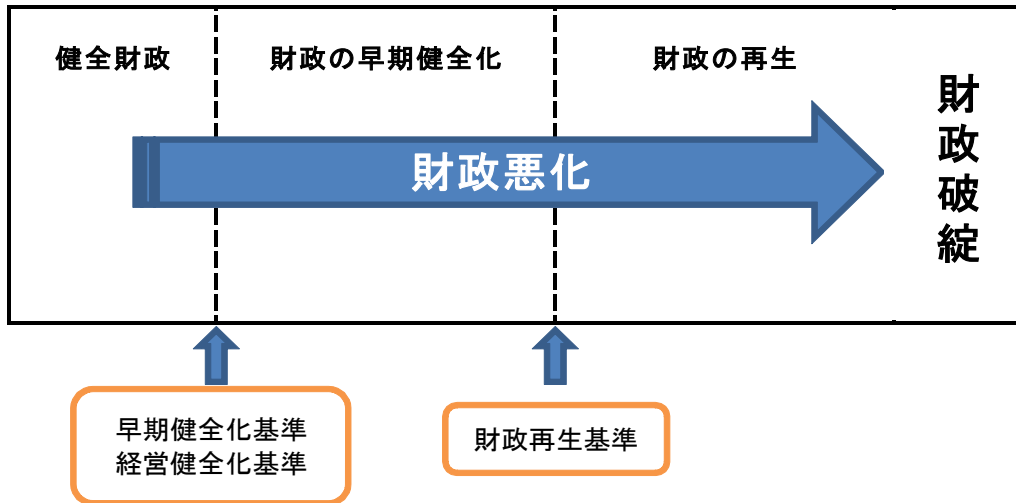 健全財政
財政の早期健全化
財政の再生
財政破綻
財政悪化
早期健全化基準
経営健全化基準
財政再生基準